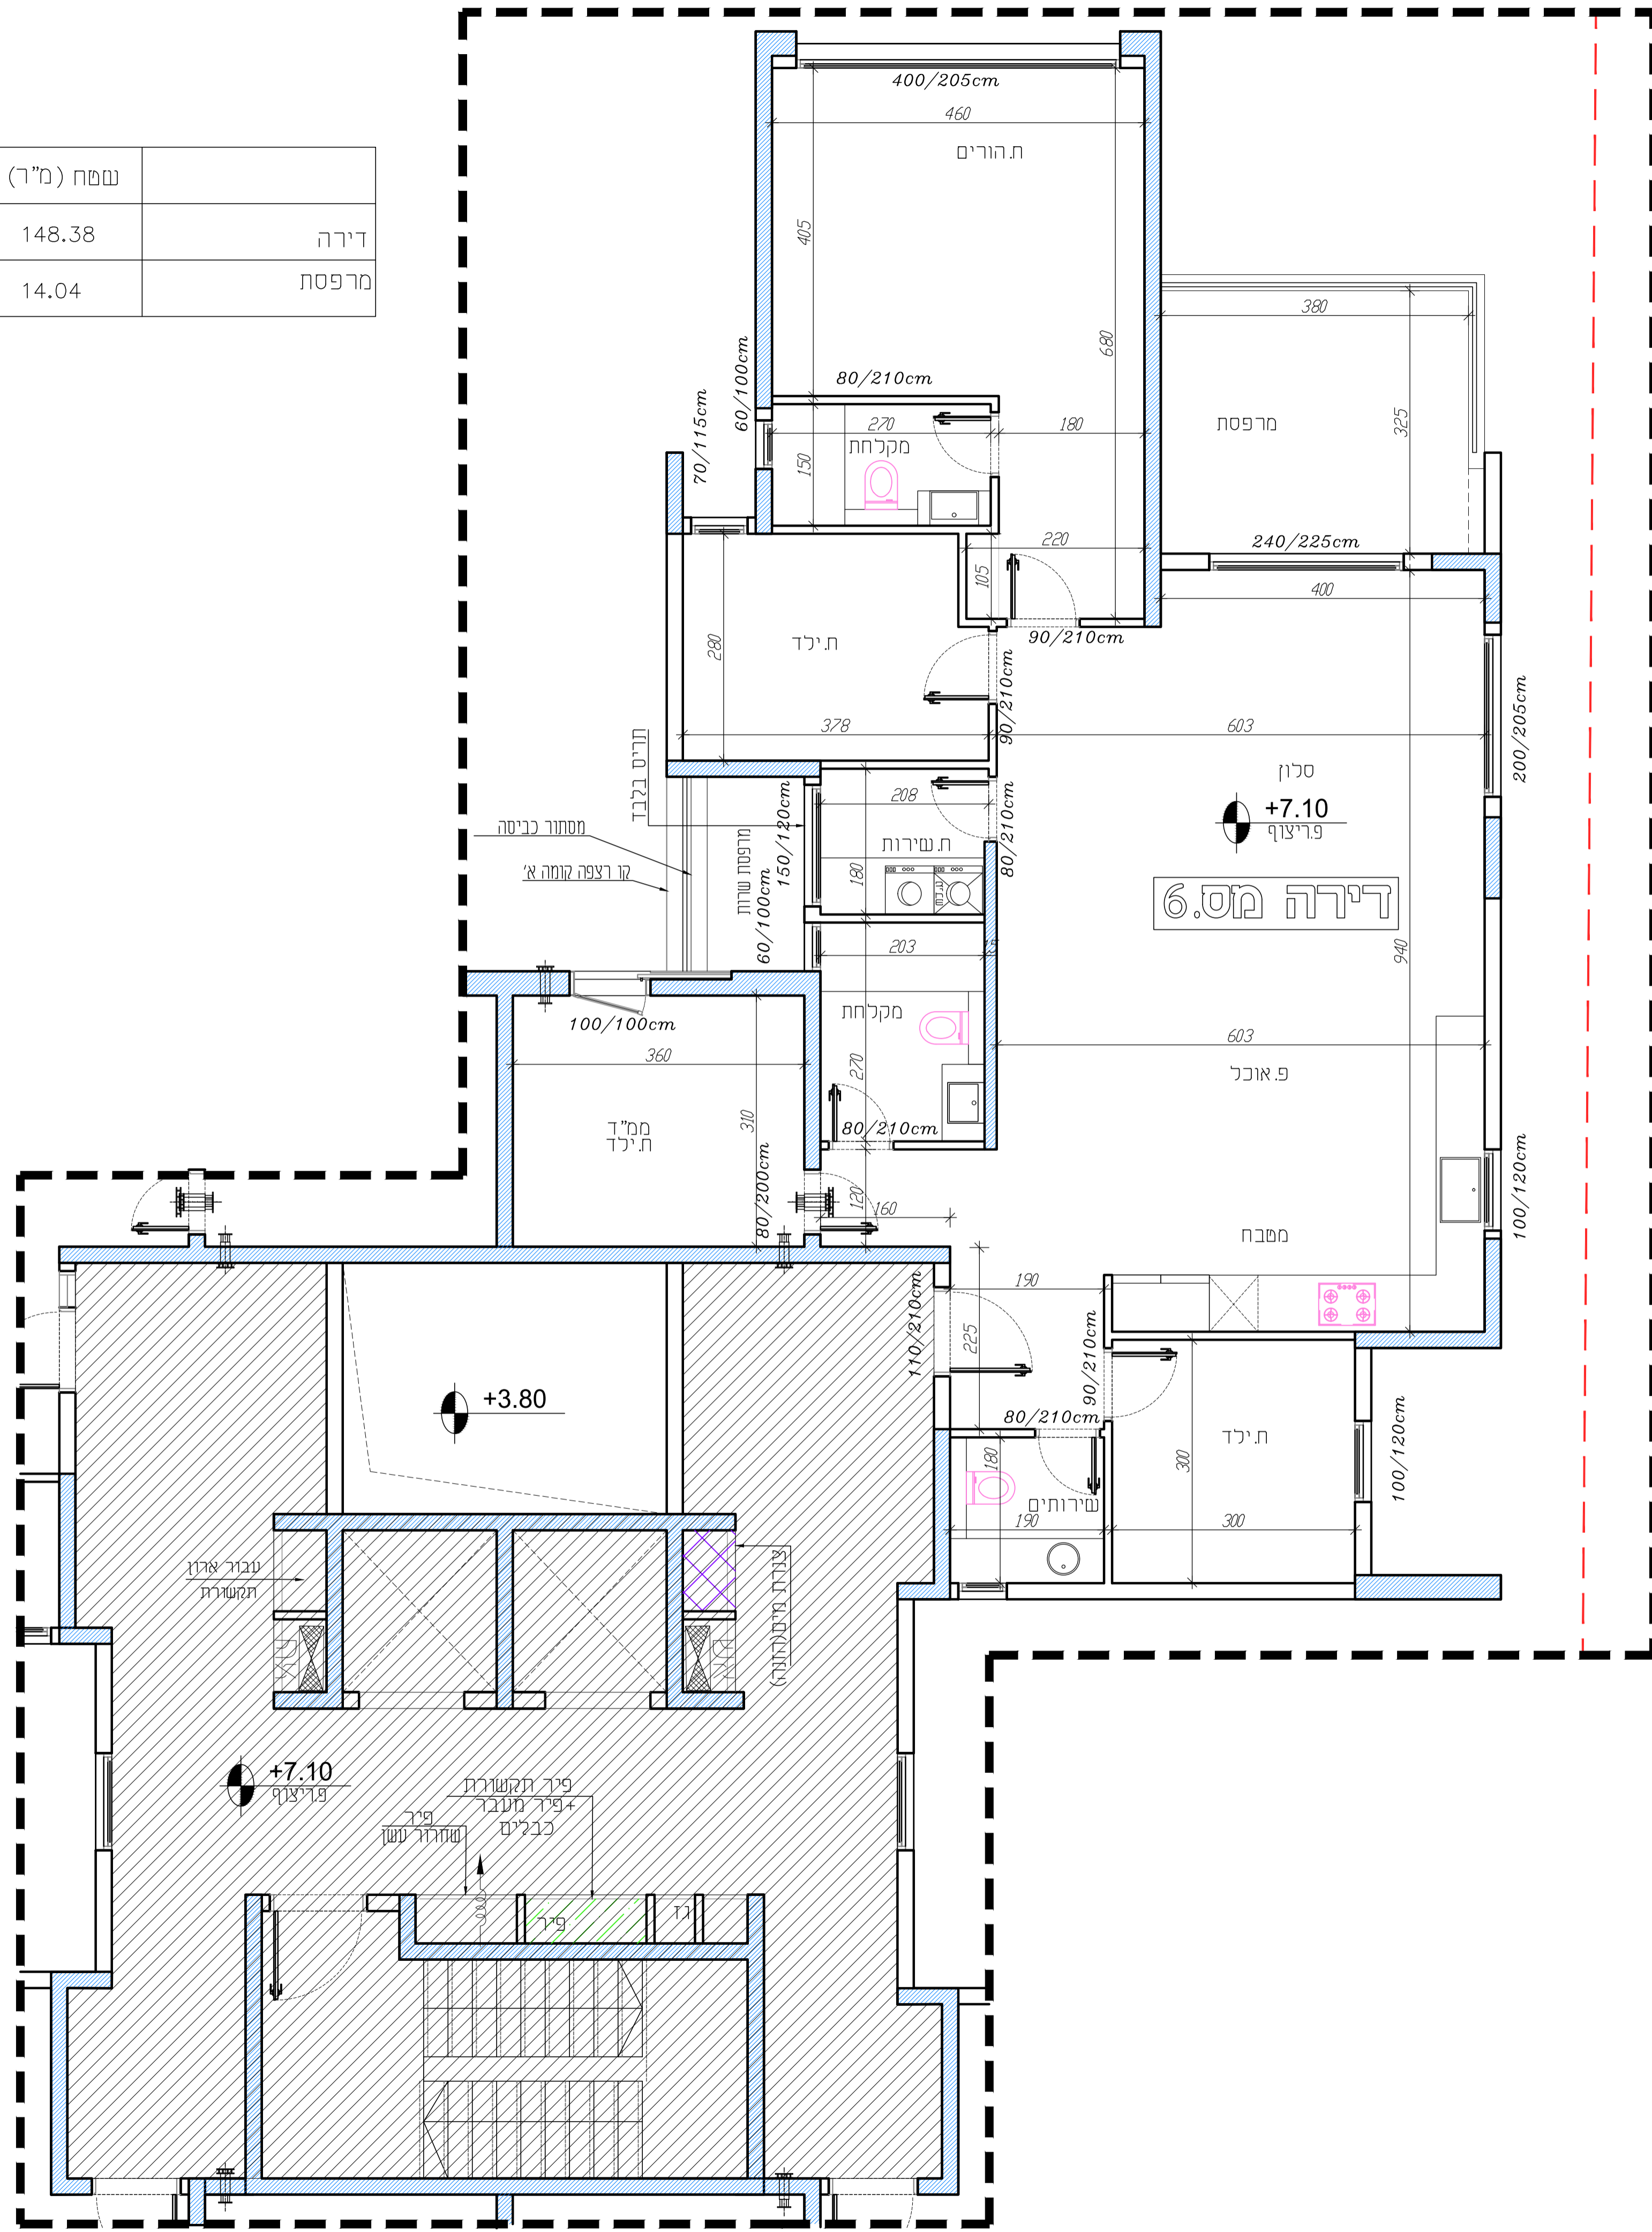 שטח (מ"ר)
דירה 148.38
מרפסת 14.04
400/205cm
460
ח.הורים
405
680
60/100cm
70/115cm
80/210cm
270
180
מקלחת
150
380
325
מרפסת
220
105
240/225cm
400
90/210cm
280
ח.ילד
90/210cm
378
603
200/205cm
סלון
+7.10
פ.ריצוף
תריס בלבד
208
80/210cm
150/120cm
מסתור כביסה
קו רצפה קומה א'
מרפסת שרות
60/100cm
ח.שירות
180
דירה מס.6
203
15
940
מקלחת
100/100cm
360
603
פ.אוכל
270
310
80/210cm
ממ"ד
ח.ילד
80/200cm
120
160
100/120cm
מטבח
190
110/210cm
225
90/210cm
+3.80
80/210cm
180
300
ח.ילד
100/120cm
שירותים
190
300
עבור ארון
תקשורת
צנרת מים(הזנה)
+7.10
פ.ריצוף
פיר תקשורת
+פיר מעבר
כבלים
פיר
שחרור עשן
פיר
גז